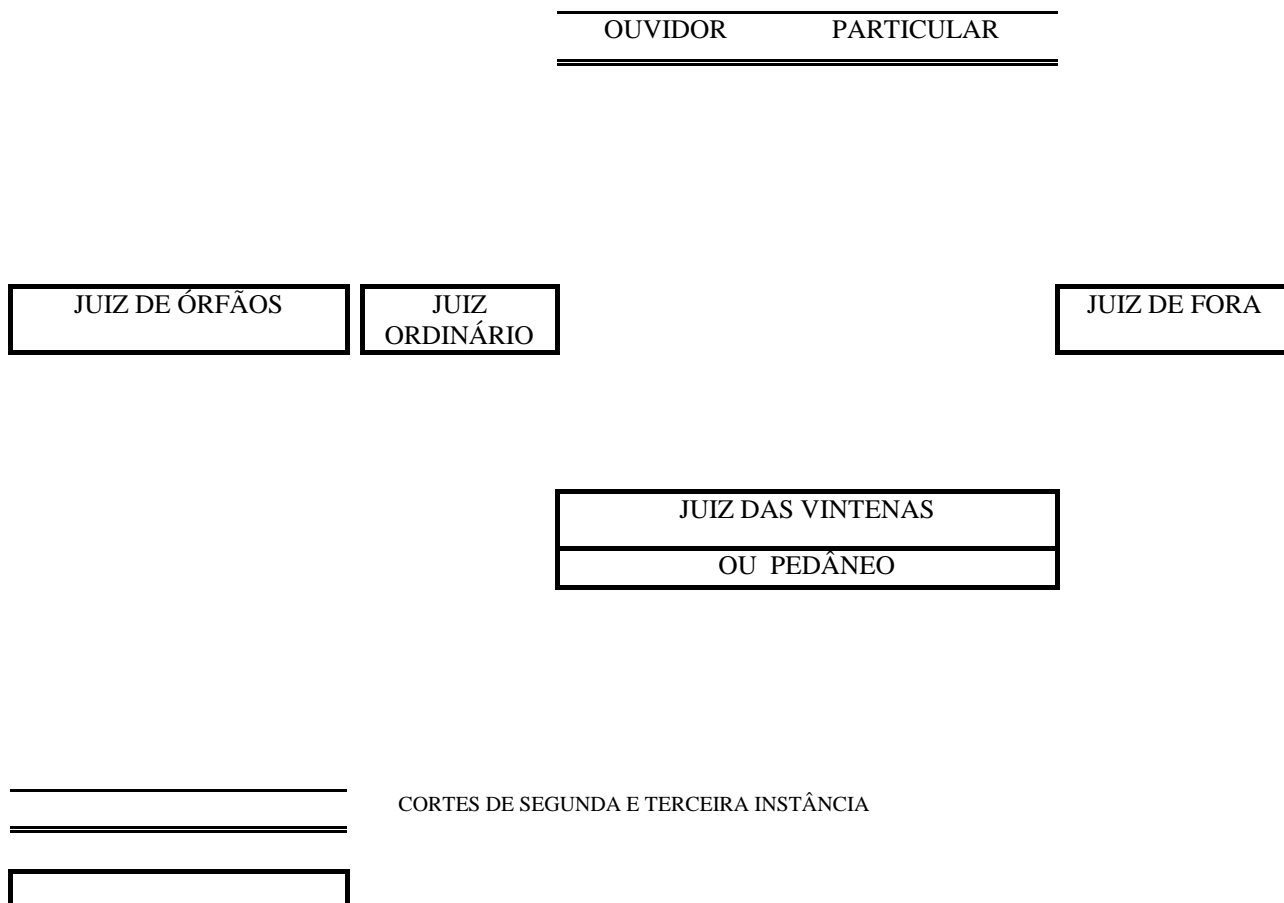 OUVIDOR PARTICULAR
JUIZ DE ÓRFÃOS
JUIZ
ORDINÁRIO
JUIZ DE FORA
JUIZ DAS VINTENAS
OU PEDÂNEO
CORTES DE SEGUNDA E TERCEIRA INSTÂNCIA